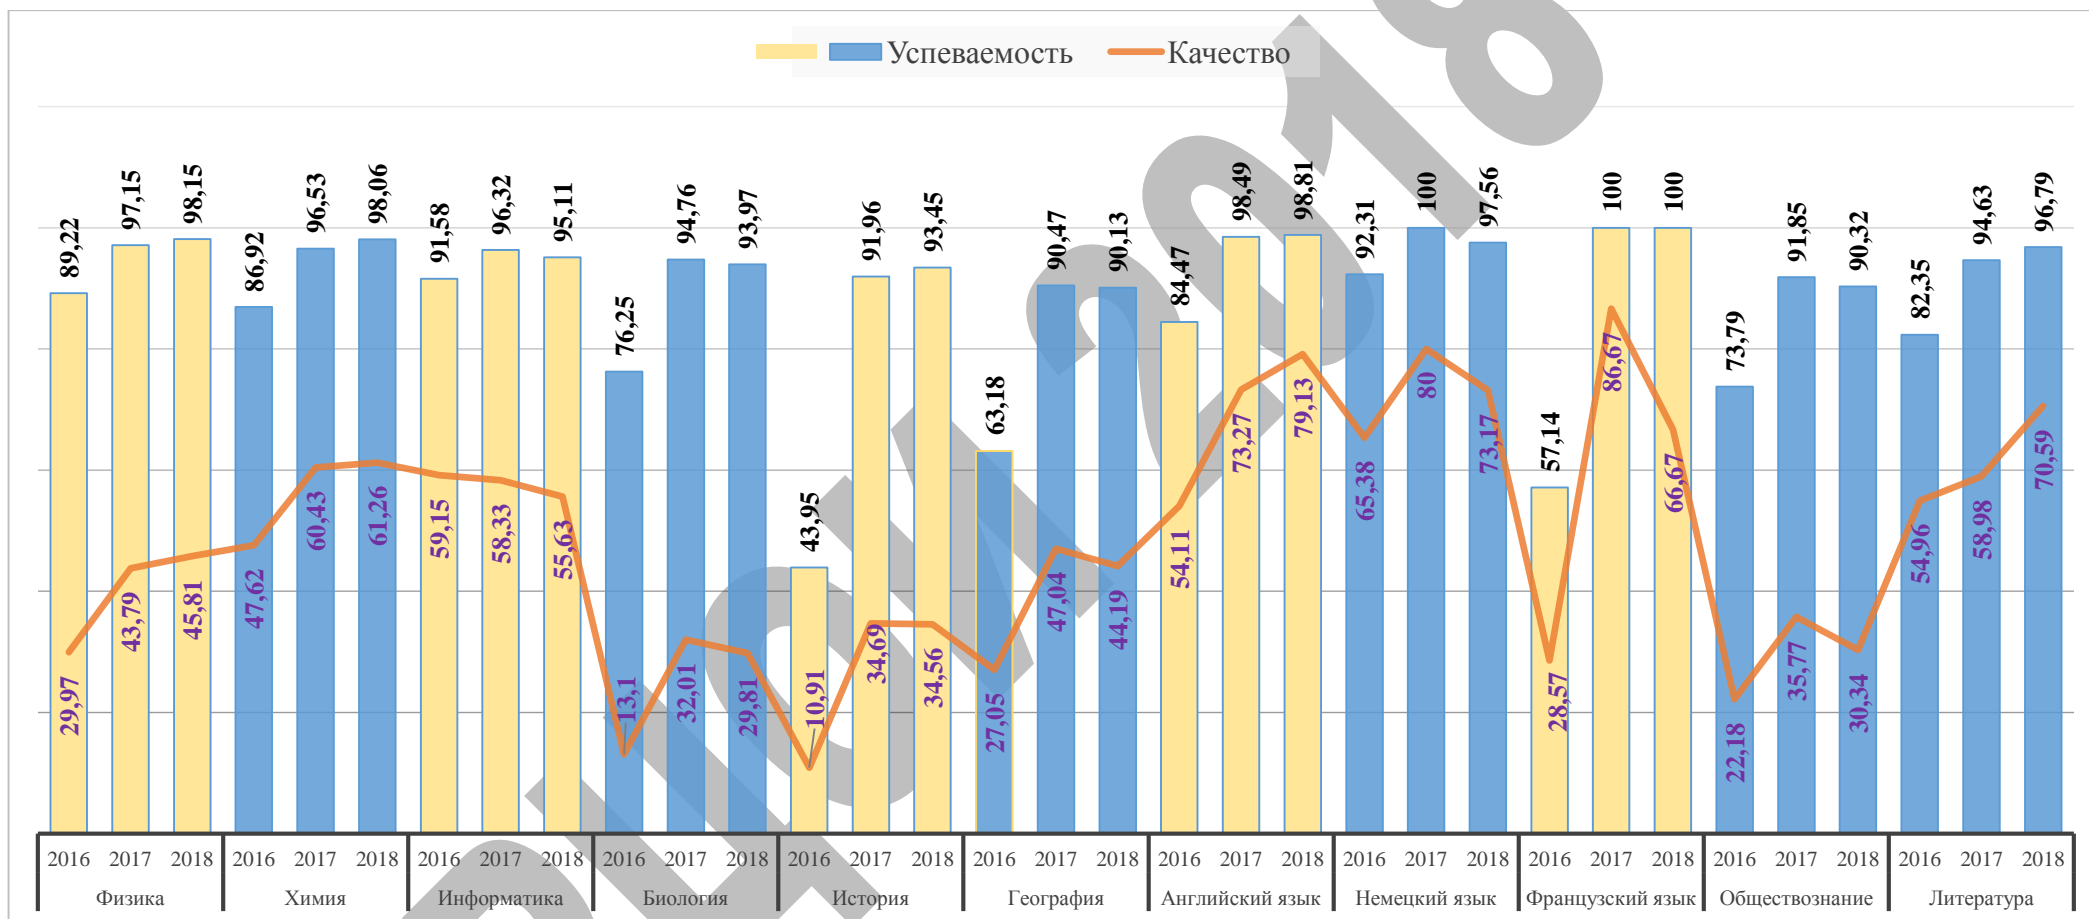 Успеваемость Качество
89,22 97,15 98,15 86,92 96,53 98,06 91,58 96,32 95,11 76,25 94,76 93,97 43,95 91,96 93,45 63,18 90,47 90,13 84,47 98,49 98,81 92,31 100 97,56 57,14 100 100 73,79 91,85 90,32 82,35 94,63 96,79
29,97 43,79 45,81 47,62 60,43 61,26 59,15 58,33 55,63 13,1 32,01 29,81 10,91 34,69 34,56 27,05 47,04 44,19 54,11 73,27 79,13 65,38 80 73,17 28,57 86,67 66,67 22,18 35,77 30,34 54,96 58,98 70,59
2016 2017 2018 2016 2017 2018 2016 2017 2018 2016 2017 2018 2016 2017 2018 2016 2017 2018 2016 2017 2018 2016 2017 2018 2016 2017 2018 2016 2017 2018 2016 2017 2018
Физика Химия Информатика Биология История География Английский язык Немецкий язык Французский язык Обществознание Литература
2018